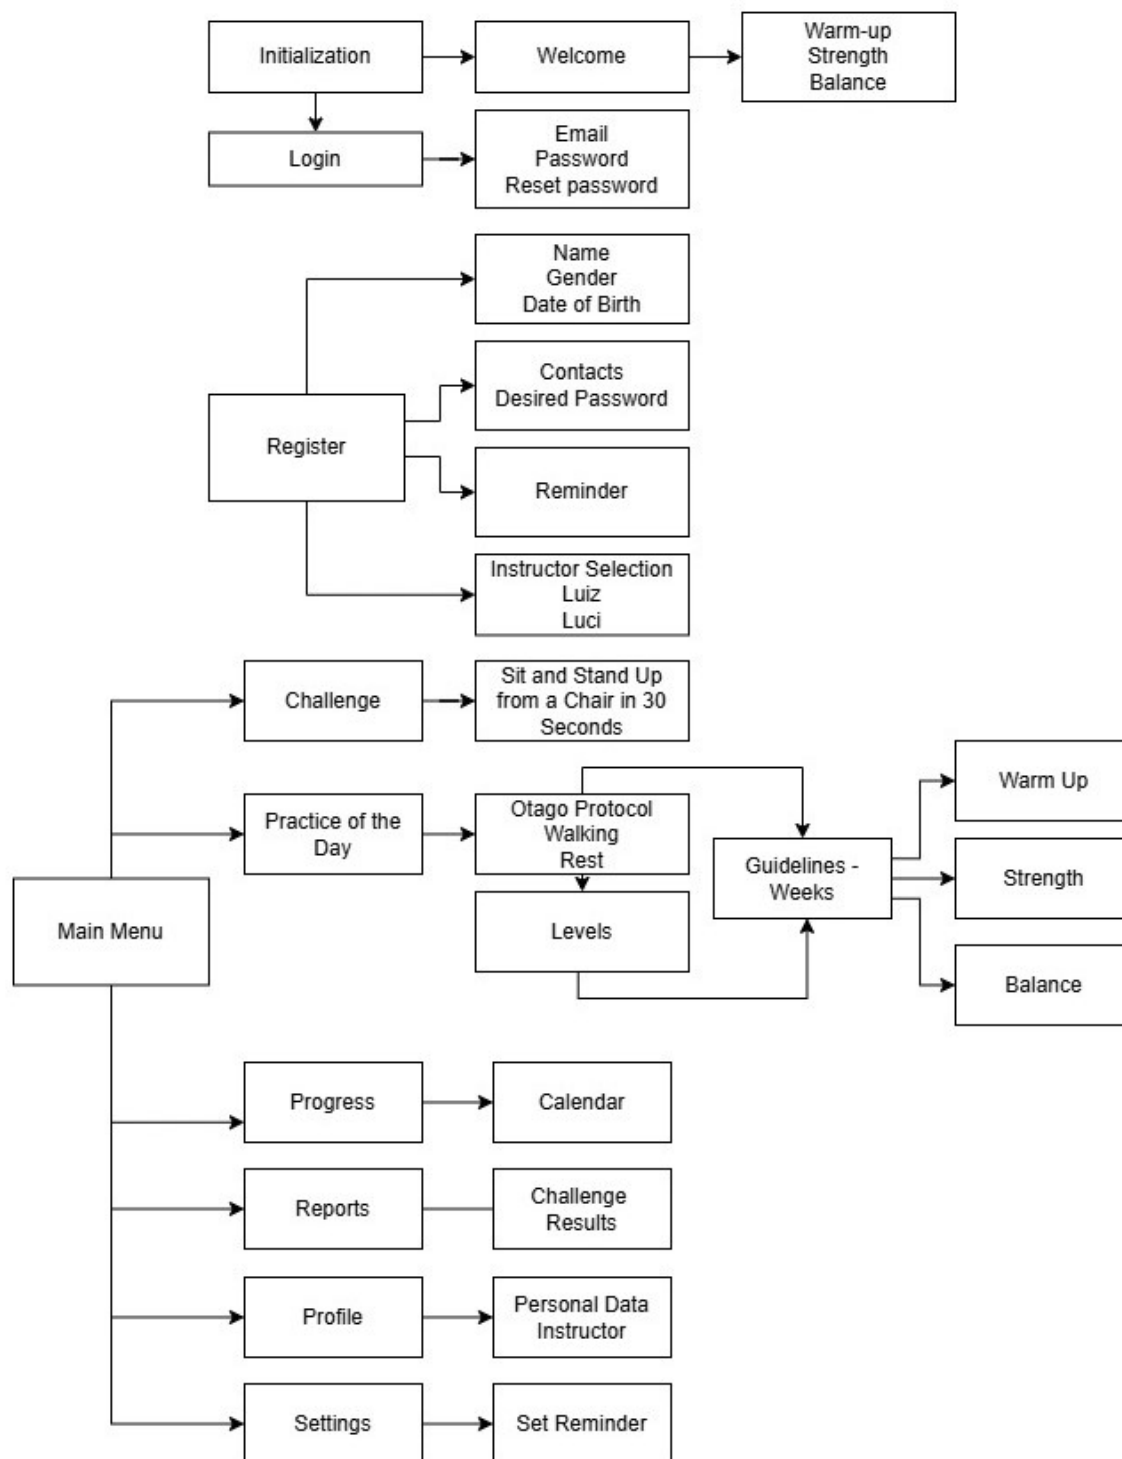 Initialization
Welcome
Warm-up
Strength
Balance
Login
Email
Password
Reset password
Name
Gender
Date of Birth
Contacts
Desired Password
Register
Reminder
Instructor Selection
Luiz
Luci
Challenge
Sit and Stand Up
from a Chair in 30
Seconds
Practice of the
Day
Otago Protocol
Walking
Rest
Levels
Guidelines -
Weeks
Warm Up
Strength
Balance
Main Menu
Progress
Calendar
Reports
Challenge
Results
Profile
Personal Data
Instructor
Settings
Set Reminder